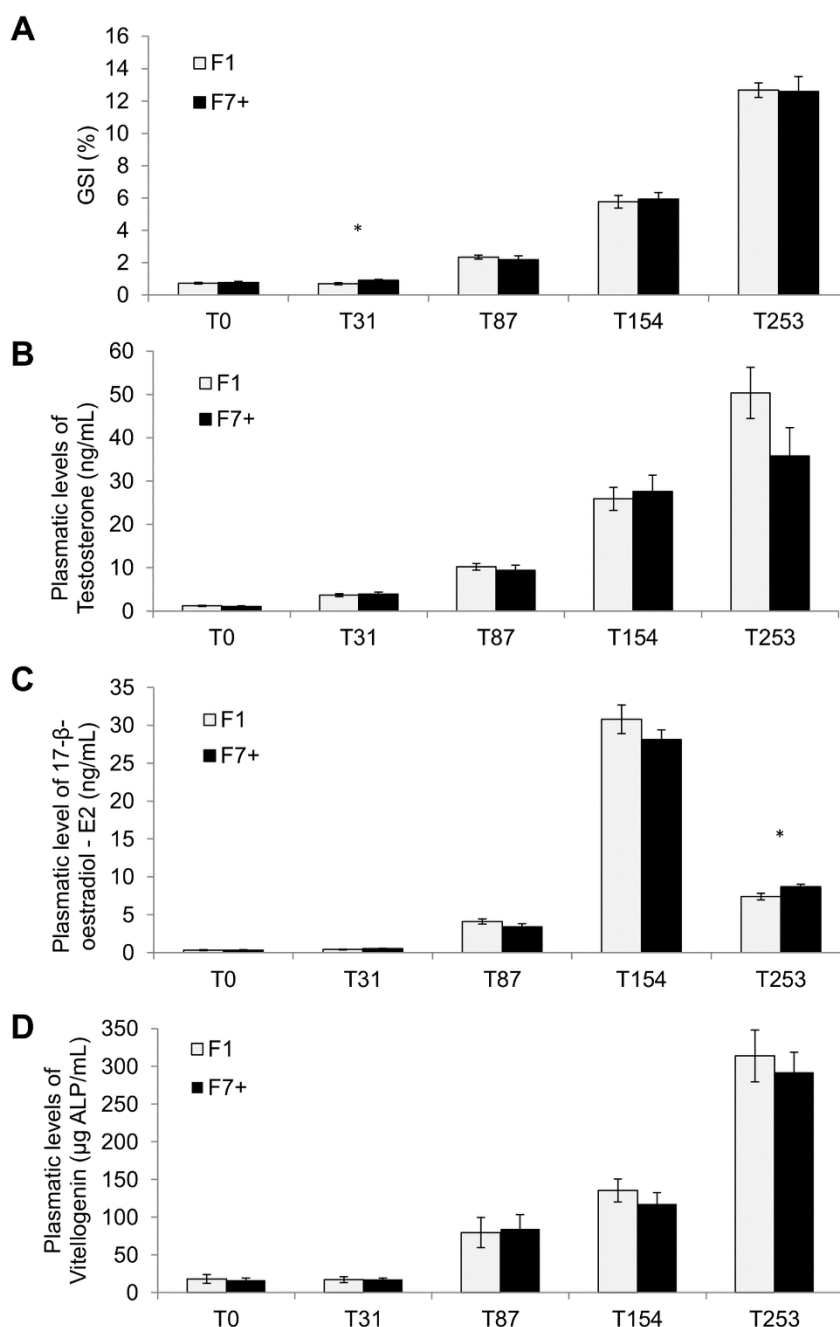 A
16
14
12
10
8
6
4
2
0
GSI (%)
F1
F7+
*
T0 T31 T87 T154 T253
B
60
50
40
30
20
10
0
Plasmatic levels of
Testosterone (ng/mL)
F1
F7+
T0 T31 T87 T154 T253
C
35
30
25
20
15
10
5
0
Plasmatic level of 17-β-
oestradiol - E2 (ng/mL)
F1
F7+
*
T0 T31 T87 T154 T253
D
350
300
250
200
150
100
50
0
Plasmatic levels of
Vitellogenin (µg ALP/mL)
F1
F7+
T0 T31 T87 T154 T253